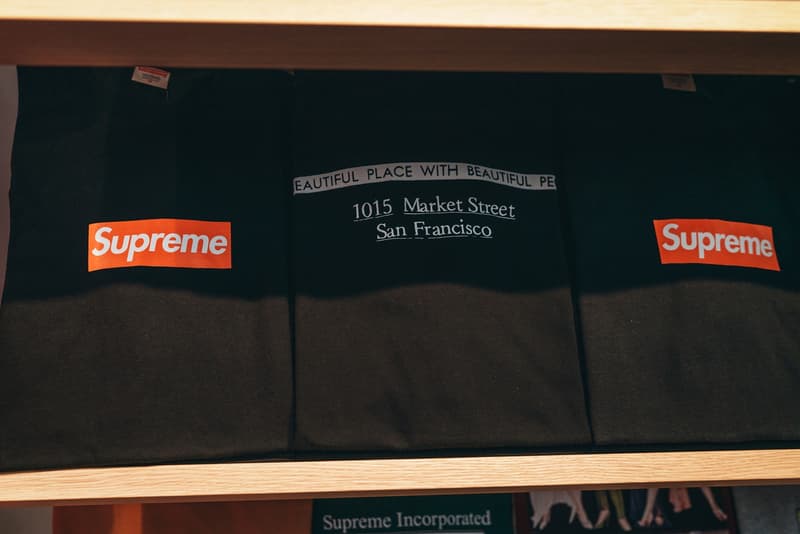 Supreme
EAUTIFUL PLACE WITH BEAUTIFUL PE
1015 Market Street
San Francisco
Supreme
Supreme Incorporated